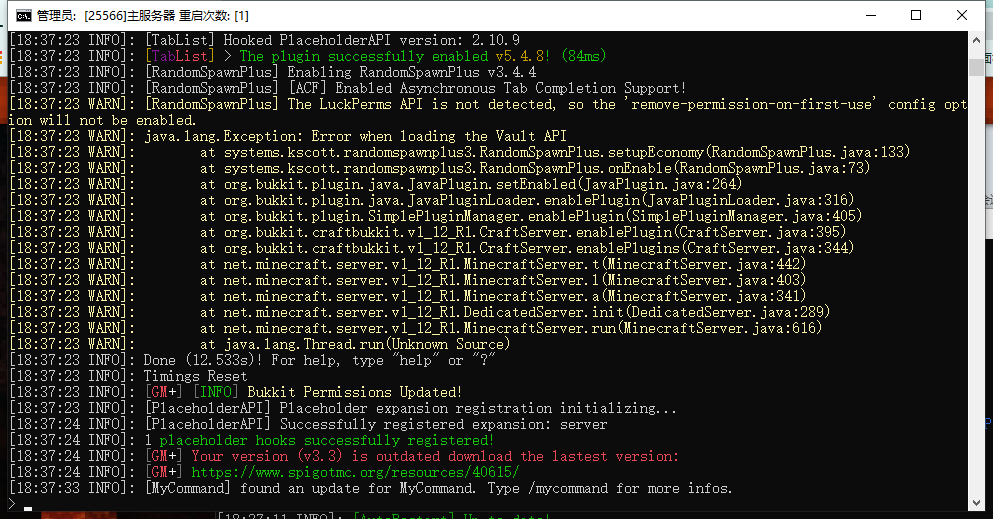 管理员: [25566]主服务器 重启次数: [1]
[18:37:23 INFO]: [TabList] Hooked PlaceholderAPI version: 2.10.9
[18:37:23 INFO]: [TabList] > The plugin successfully enabled v5.4.8! (84ms)
[18:37:23 INFO]: [RandomSpawnPlus] Enabling RandomSpawnPlus v3.4.4
[18:37:23 INFO]: [RandomSpawnPlus] [ACF] Enabled Asynchronous Tab Completion Support!
[18:37:23 WARN]: [RandomSpawnPlus] The LuckPerms API is not detected, so the 'remove-permission-on-first-use' config opt
ion will not be enabled.
[18:37:23 WARN]: java.lang.Exception: Error when loading the Vault API
[18:37:23 WARN]: at systems.kscott.randomspawnplus3.RandomSpawnPlus.setupEconomy(RandomSpawnPlus.java:133)
[18:37:23 WARN]: at systems.kscott.randomspawnplus3.RandomSpawnPlus.onEnable(RandomSpawnPlus.java:73)
[18:37:23 WARN]: at org.bukkit.plugin.java.JavaPlugin.setEnabled(JavaPlugin.java:264)
[18:37:23 WARN]: at org.bukkit.plugin.java.JavaPluginLoader.enablePlugin(JavaPluginLoader.java:316)
[18:37:23 WARN]: at org.bukkit.plugin.SimplePluginManager.enablePlugin(SimplePluginManager.java:405)
[18:37:23 WARN]: at org.bukkit.craftbukkit.v1_12_R1.CraftServer.enablePlugin(CraftServer.java:395)
[18:37:23 WARN]: at org.bukkit.craftbukkit.v1_12_R1.CraftServer.enablePlugins(CraftServer.java:344)
[18:37:23 WARN]: at net.minecraft.server.v1_12_R1.MinecraftServer.t(MinecraftServer.java:442)
[18:37:23 WARN]: at net.minecraft.server.v1_12_R1.MinecraftServer.l(MinecraftServer.java:403)
[18:37:23 WARN]: at net.minecraft.server.v1_12_R1.MinecraftServer.a(MinecraftServer.java:341)
[18:37:23 WARN]: at net.minecraft.server.v1_12_R1.DedicatedServer.init(DedicatedServer.java:289)
[18:37:23 WARN]: at net.minecraft.server.v1_12_R1.MinecraftServer.run(MinecraftServer.java:616)
[18:37:23 WARN]: at java.lang.Thread.run(Unknown Source)
[18:37:23 INFO]: Done (12.533s)! For help, type "help" or "?"
[18:37:23 INFO]: Timings Reset
[18:37:23 INFO]: [GM+] [INFO] Bukkit Permissions Updated!
[18:37:23 INFO]: [PlaceholderAPI] Placeholder expansion registration initializing...
[18:37:24 INFO]: [PlaceholderAPI] Successfully registered expansion: server
[18:37:24 INFO]: 1 placeholder hooks successfully registered!
[18:37:24 INFO]: [GM+] Your version (v3.3) is outdated download the lastest version:
[18:37:24 INFO]: [GM+] https://www.spigotmc.org/resources/40615/
[18:37:33 INFO]: [MyCommand] found an update for MyCommand. Type /mycommand for more infos.
>